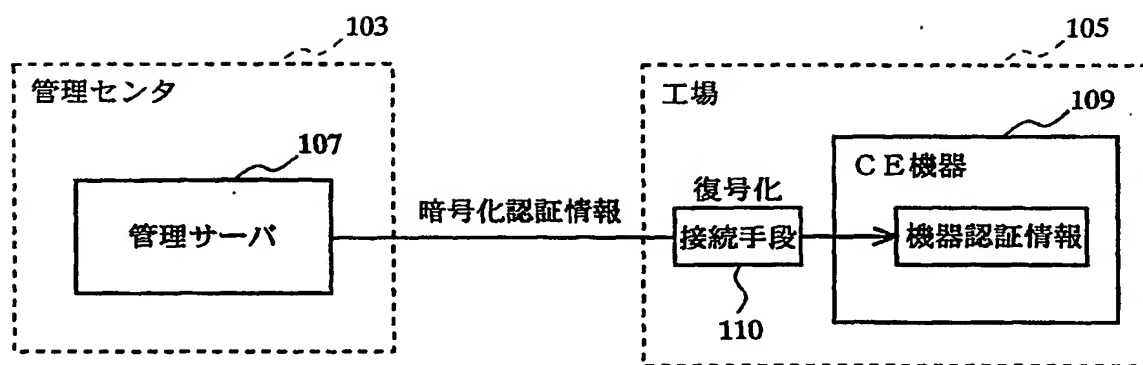 103
105
管理センタ
工場
107
109
CE機器
管理サーバ
暗号化認証情報
復号化
接続手段
機器認証情報
110